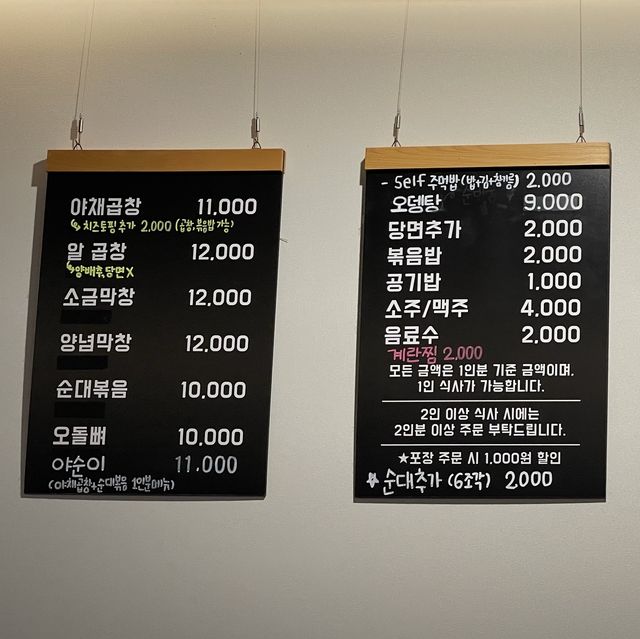 야채곱창 11,000
↳ 치즈토핑추가 2,000 (곱창,볶음밥 가능)
알 곱창 12,000
↳양배추,당면X
소금막창 12,000
양념막창 12,000
순대볶음 10,000
오돌뼈 10,000
야순이 11,000
(야채곱창+순대볶음 1인분메뉴)
- Self 주먹밥 (밥+김+참기름) 2,000
오뎅탕 9,000
당면추가 2,000
볶음밥 2,000
공기밥 1,000
소주/맥주 4,000
음료수 2,000
계란찜 2,000
모든 금액은 1인분 기준 금액이며,
1인 식사가 가능합니다.
2인 이상 식사 시에는
2인분 이상 주문 부탁드립니다.
★포장 주문 시 1,000원 할인
☆순대추가 (6조각) 2,000